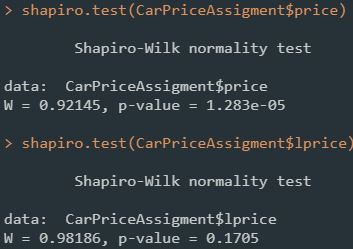 > shapiro.test(CarPriceAssigment$price)
Shapiro-Wilk normality test
data:  CarPriceAssigment$price
W = 0.92145, p-value = 1.283e-05
> shapiro.test(CarPriceAssigment$lprice)
Shapiro-Wilk normality test
data:  CarPriceAssigment$lprice
W = 0.98186, p-value = 0.1705